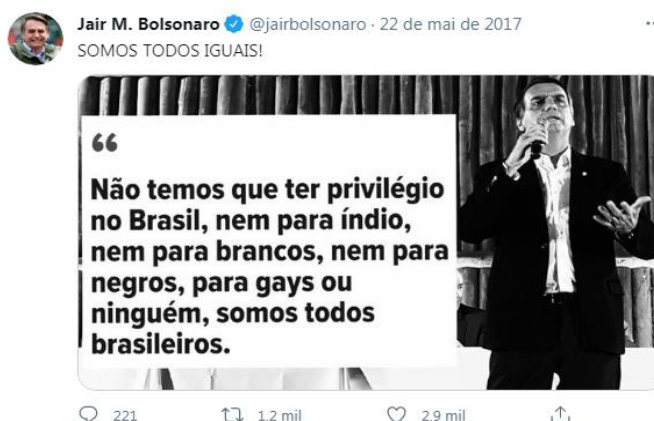 Jair M. Bolsonaro @jairbolsonaro · 22 de mai de 2017
SOMOS TODOS IGUAIS!
“
Não temos que ter privilégio
no Brasil, nem para índio,
nem para brancos, nem para
negros, para gays ou
ninguém, somos todos
brasileiros.
221 1,2 mil 2,9 mil